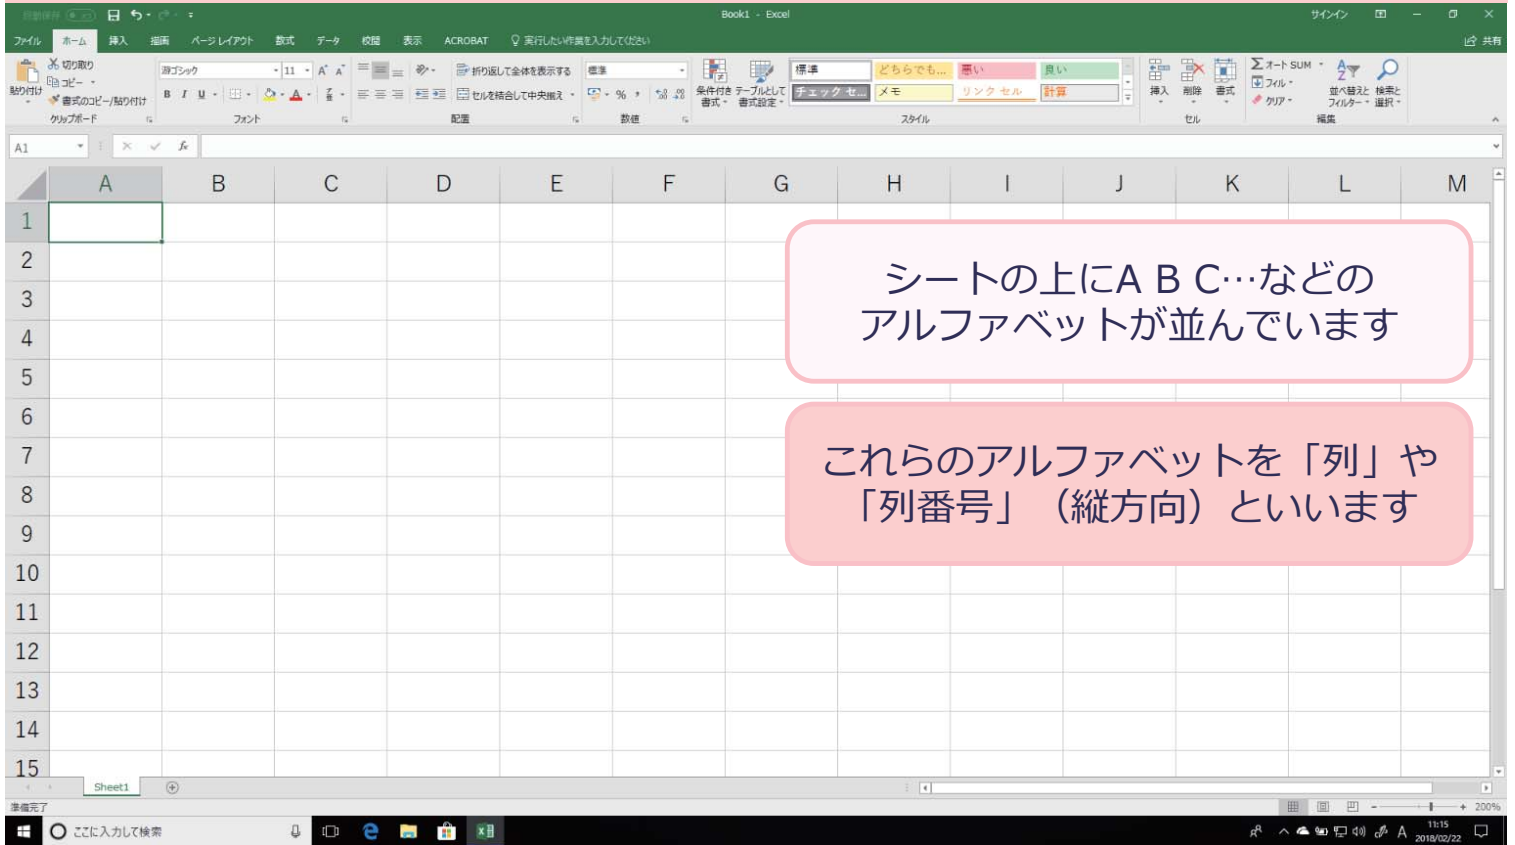 自動保存
Book1 - Excel
サインイン
ファイル ホーム 挿入 描画 ページレイアウト 数式 データ 校閲 表示 ACROBAT 実行したい作業を入力してください 共有
貼り付け
切り取り
コピー
書式のコピー/貼り付け
クリップボード
游ゴシック 11
B I U
フォント
折り返して全体を表示する
セルを結合して中央揃え
配置
標準
% ,
数値
条件付き書式
テーブルとして書式設定
標準 どちらでも... 悪い 良い
チェック セ... メモ リンク セル 計算
スタイル
挿入 削除 書式
セル
オート SUM
フィル
クリア
並べ替えと
フィルター
検索と
選択
編集
A1
fx
A B C D E F G H I J K L M
1
2
3
4
5
6
7
8
9
10
11
12
13
14
15
シートの上にA B C…などの
アルファベットが並んでいます
これらのアルファベットを「列」や
「列番号」（縦方向）といいます
Sheet1
準備完了
200%
ここに入力して検索
A
11:15
2018/02/22